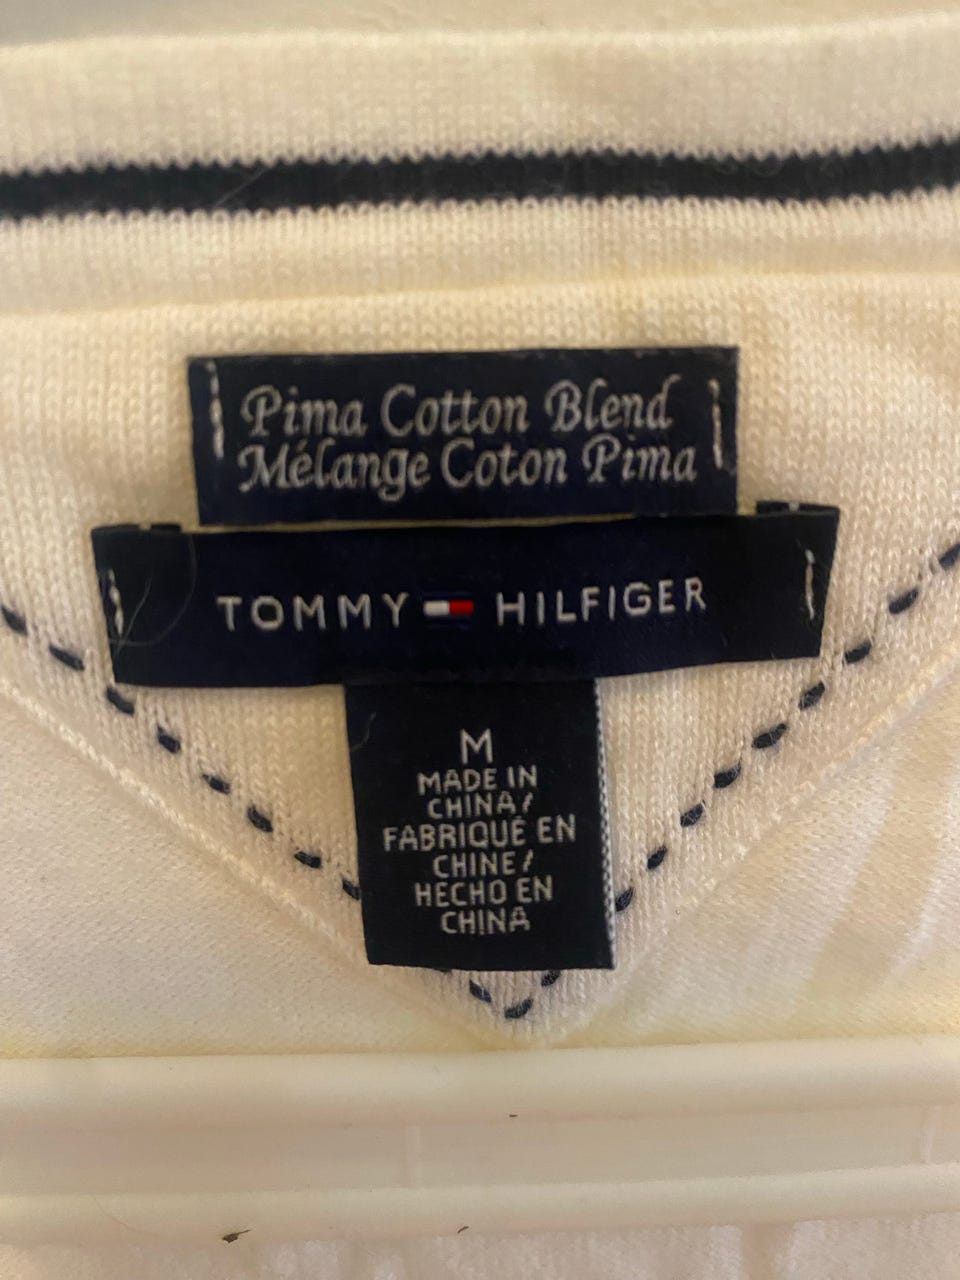 Pima Cotton Blend
Mélange Coton Pima
TOMMY HILFIGER
M
MADE IN
CHINA/
FABRIQUÉ EN
CHINE/
HECHO EN
CHINA